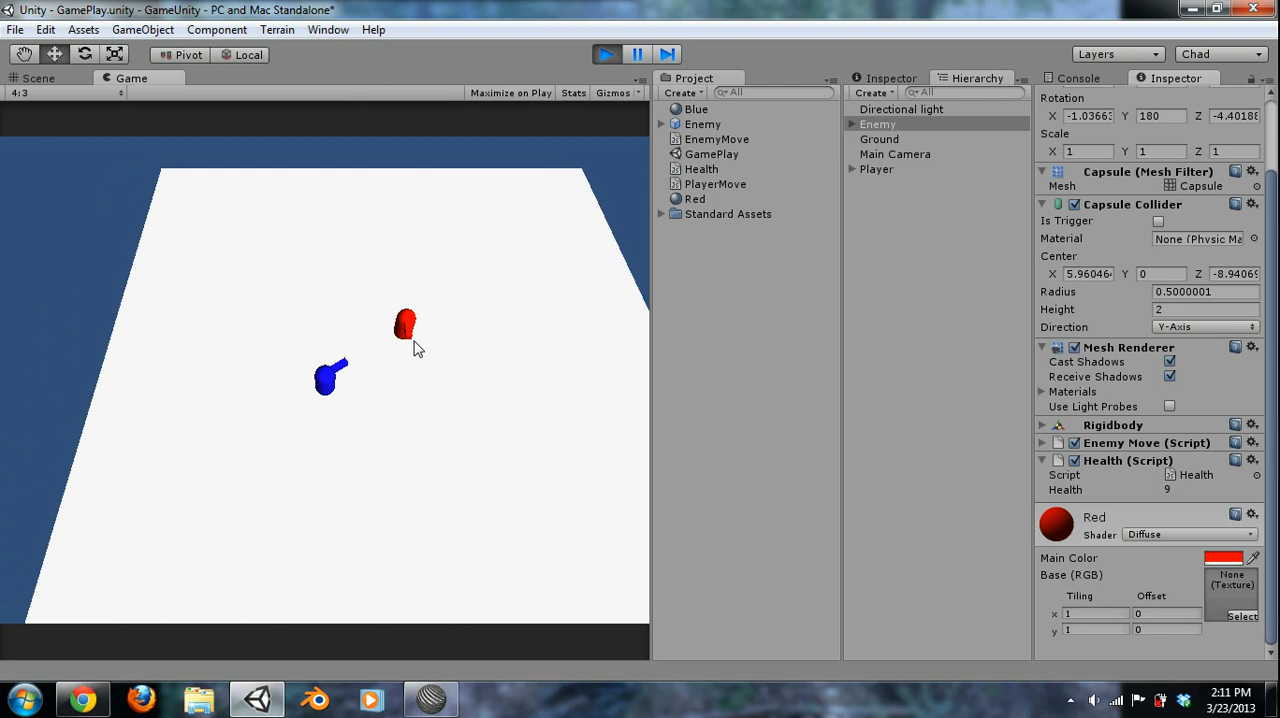 Unity - GamePlay.unity - GameUnity - PC and Mac Standalone*
File Edit Assets GameObject Component Terrain Window Help
Pivot Local Layers Chad
Scene Game
4:3 Maximize on Play Stats Gizmos
Project
Create All
Blue
Enemy
EnemyMove
GamePlay
Health
PlayerMove
Red
Standard Assets
Inspector Hierarchy
Create All
Directional light
Enemy
Ground
Main Camera
Player
Console Inspector
Rotation
X -1.0366 Y 180 Z -4.4018
Scale
X 1 Y 1 Z 1
Capsule (Mesh Filter)
Mesh Capsule
Capsule Collider
Is Trigger
Material None (Physic Ma
Center
X 5.96046 Y 0 Z -8.9406
Radius 0.5000001
Height 2
Direction Y-Axis
Mesh Renderer
Cast Shadows
Receive Shadows
Materials
Use Light Probes
Rigidbody
Enemy Move (Script)
Health (Script)
Script Health
Health 9
Red
Shader Diffuse
Main Color
Base (RGB)
None
(Texture)
Tiling Offset
x 1 0
y 1 0
Select
2:11 PM
3/23/2013